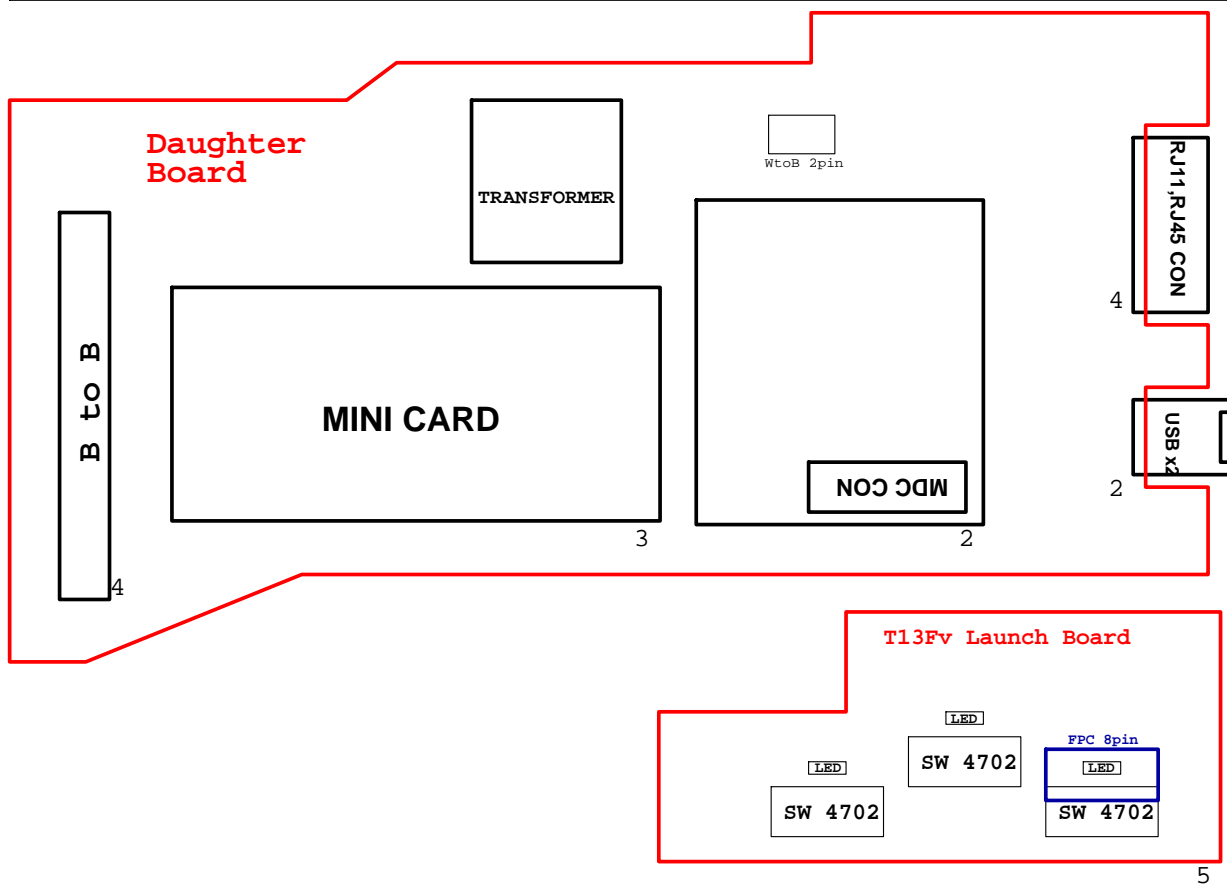 Daughter
Board
WtoB 2pin
TRANSFORMER
RJ11,RJ45 CON
4
B to B
MINI CARD
USB x2
2
MDC CON
3
2
4
T13Fv Launch Board
LED
FPC 8pin
SW 4702
LED
LED
SW 4702
SW 4702
5